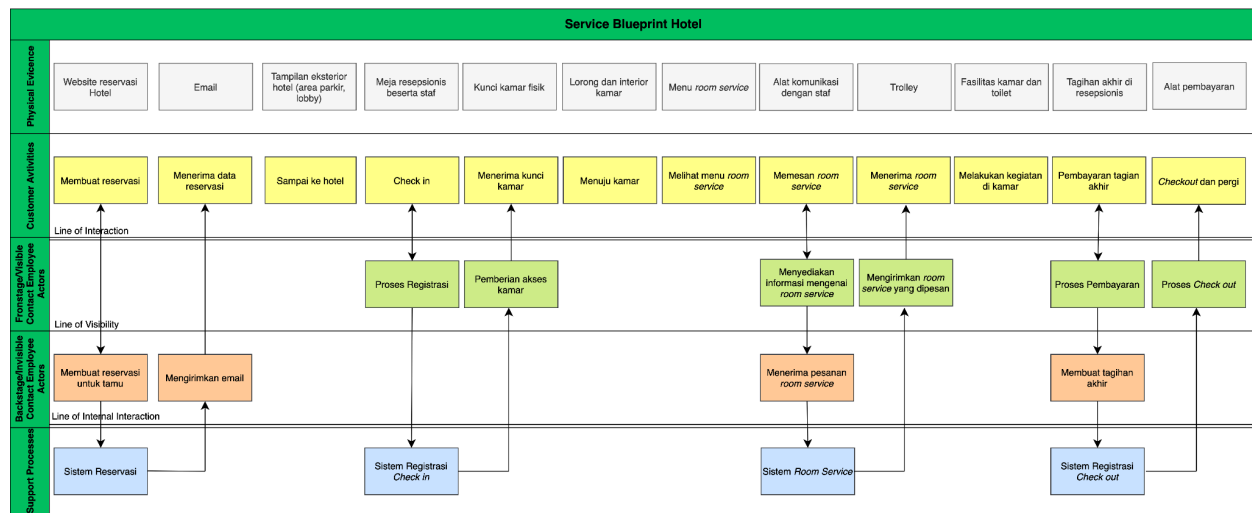 Service Blueprint Hotel
Physical Evicence
Website reservasi
Hotel
Email
Tampilan eksterior
hotel (area parkir,
lobby)
Meja resepsionis
beserta staf
Kunci kamar fisik
Lorong dan interior
kamar
Menu room service
Alat komunikasi
dengan staf
Trolley
Fasilitas kamar dan
toilet
Tagihan akhir di
resepsionis
Alat pembayaran
Customer Avtivities
Membuat reservasi
Menerima data
reservasi
Sampai ke hotel
Check in
Menerima kunci
kamar
Menuju kamar
Melihat menu room
service
Memesan room
service
Menerima room
service
Melakukan kegiatan
di kamar
Pembayaran tagian
akhir
Checkout dan pergi
Line of Interaction
Fronstage/Visible
Contact Employee
Actors
Proses Registrasi
Pemberian akses
kamar
Menyediakan
informasi mengenai
room service
Mengirimkan room
service yang dipesan
Proses Pembayaran
Proses Check out
Line of Visibility
Backstage/Invisible
Contact Employee
Actors
Membuat reservasi
untuk tamu
Mengirimkan email
Menerima pesanan
room service
Membuat tagihan
akhir
Line of Internal Interaction
Support Processes
Sistem Reservasi
Sistem Registrasi
Check in
Sistem Room Service
Sistem Registrasi
Check out